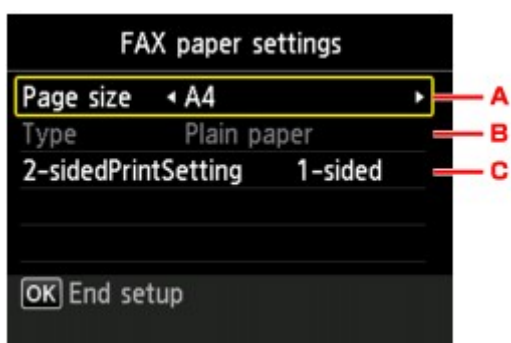 FAX paper settings
Page size A4 A
Type Plain paper B
2-sidedPrintSetting 1-sided C
OK End setup